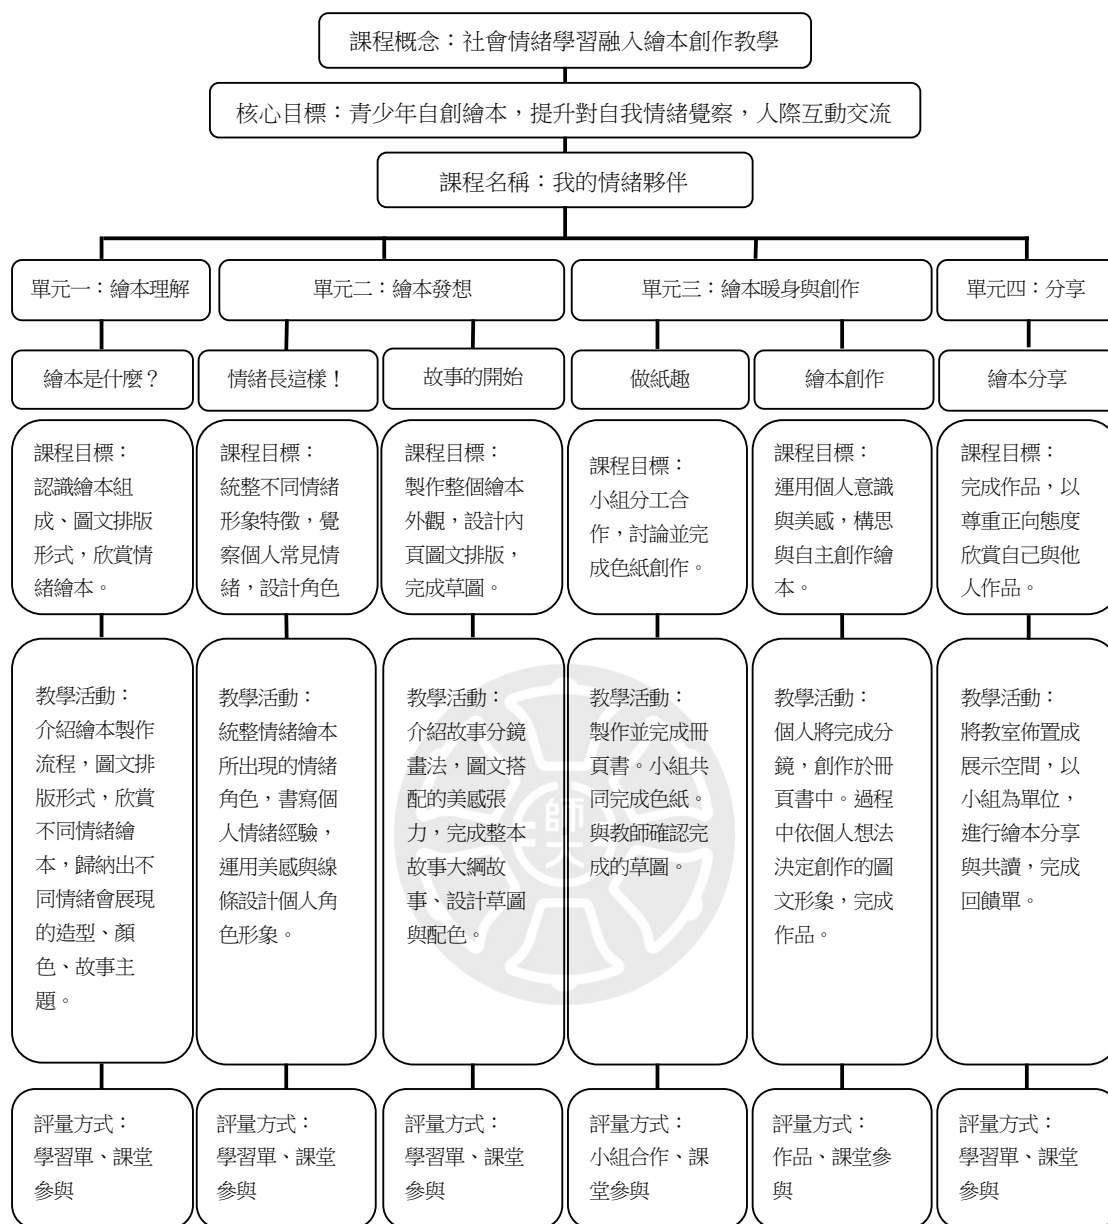 課程概念：社會情緒學習融入繪本創作教學
核心目標：青少年自創繪本，提升對自我情緒覺察，人際互動交流
課程名稱：我的情緒夥伴
單元一：繪本理解
單元二：繪本發想
單元三：繪本暖身與創作
單元四：分享
繪本是什麼？
情緒長這樣！
故事的開始
做紙趣
繪本創作
繪本分享
課程目標：
認識繪本組
成、圖文排版
形式，欣賞情
緒繪本。
課程目標：
統整不同情緒
形象特徵，覺
察個人常見情
緒，設計角色
課程目標：
製作整個繪本
外觀，設計內
頁圖文排版，
完成草圖。
課程目標：
小組分工合
作，討論並完
成色紙創作。
課程目標：
運用個人意識
與美感，構思
與自主創作繪
本。
課程目標：
完成作品，以
尊重正向態度
欣賞自己與他
人作品。
教學活動：
介紹繪本製作
流程，圖文排
版形式，欣賞
不同情緒繪
本，歸納出不
同情緒會展現
的造型、顏
色、故事主
題。
教學活動：
統整情緒繪本
所出現的情緒
角色，書寫個
人情緒經驗，
運用美感與線
條設計個人角
色形象。
教學活動：
介紹故事分鏡
畫法，圖文搭
配的美感張
力，完成整本
故事大綱故
事、設計草圖
與配色。
教學活動：
製作並完成冊
頁書。小組共
同完成色紙。
與教師確認完
成的草圖。
教學活動：
個人將完成分
鏡，創作於冊
頁書中。過程
中依個人想法
決定創作的圖
文形象，完成
作品。
教學活動：
將教室佈置成
展示空間，以
小組為單位，
進行繪本分享
與共讀，完成
回饋單。
師大
評量方式：
學習單、課堂
參與
評量方式：
學習單、課堂
參與
評量方式：
學習單、課堂
參與
評量方式：
小組合作、課
堂參與
評量方式：
作品、課堂參
與
評量方式：
學習單、課堂
參與